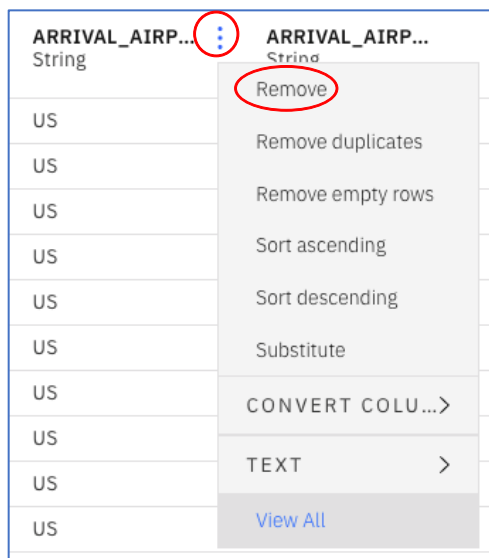 ARRIVAL_AIRP... ARRIVAL_AIRP...
String String
Remove
US
Remove duplicates
US
Remove empty rows
US
Sort ascending
US
Sort descending
US
US
Substitute
US
CONVERT COLU...
US
TEXT
US
View All
US